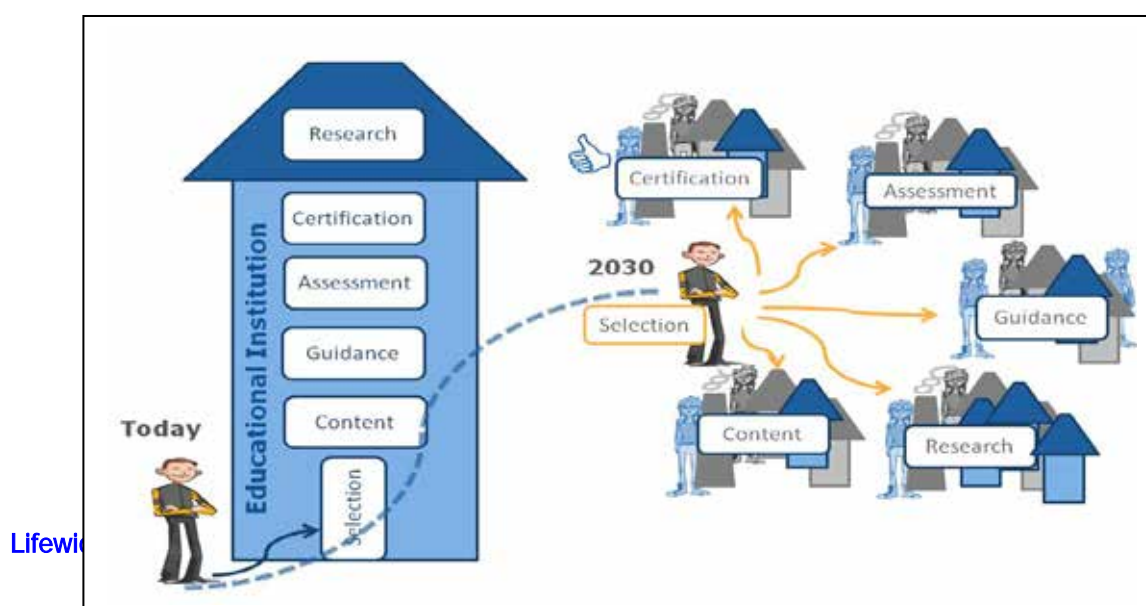 Research
Certification
Assessment
Guidance
Content
Selection
Educational Institution
Today
2030
Selection
Certification
Assessment
Guidance
Research
Content